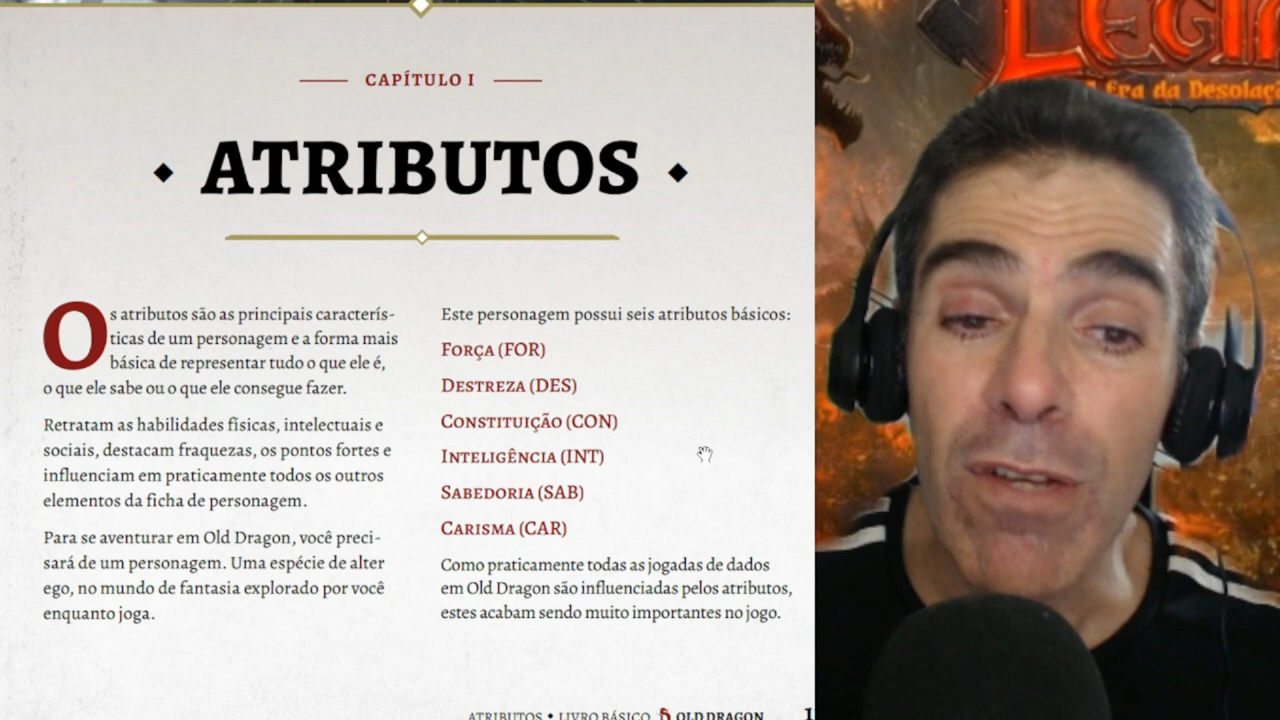 CAPÍTULO I
ATRIBUTOS
Os atributos são as principais caracterís-
ticas de um personagem e a forma mais
básica de representar tudo o que ele é,
o que ele sabe ou o que ele consegue fazer.
Retratam as habilidades físicas, intelectuais e
sociais, destacam fraquezas, os pontos fortes e
influenciam em praticamente todos os outros
elementos da ficha de personagem.
Para se aventurar em Old Dragon, você preci-
sará de um personagem. Uma espécie de alter
ego, no mundo de fantasia explorado por você
enquanto joga.
Este personagem possui seis atributos básicos:
FORÇA (FOR)
DESTREZA (DES)
CONSTITUIÇÃO (CON)
INTELIGÊNCIA (INT)
SABEDORIA (SAB)
CARISMA (CAR)
Como praticamente todas as jogadas de dados
em Old Dragon são influenciadas pelos atributos,
estes acabam sendo muito importantes no jogo.
ATRIBUTOS • LIVRO BÁSICO OLD DRAGON
Era da Desolaç